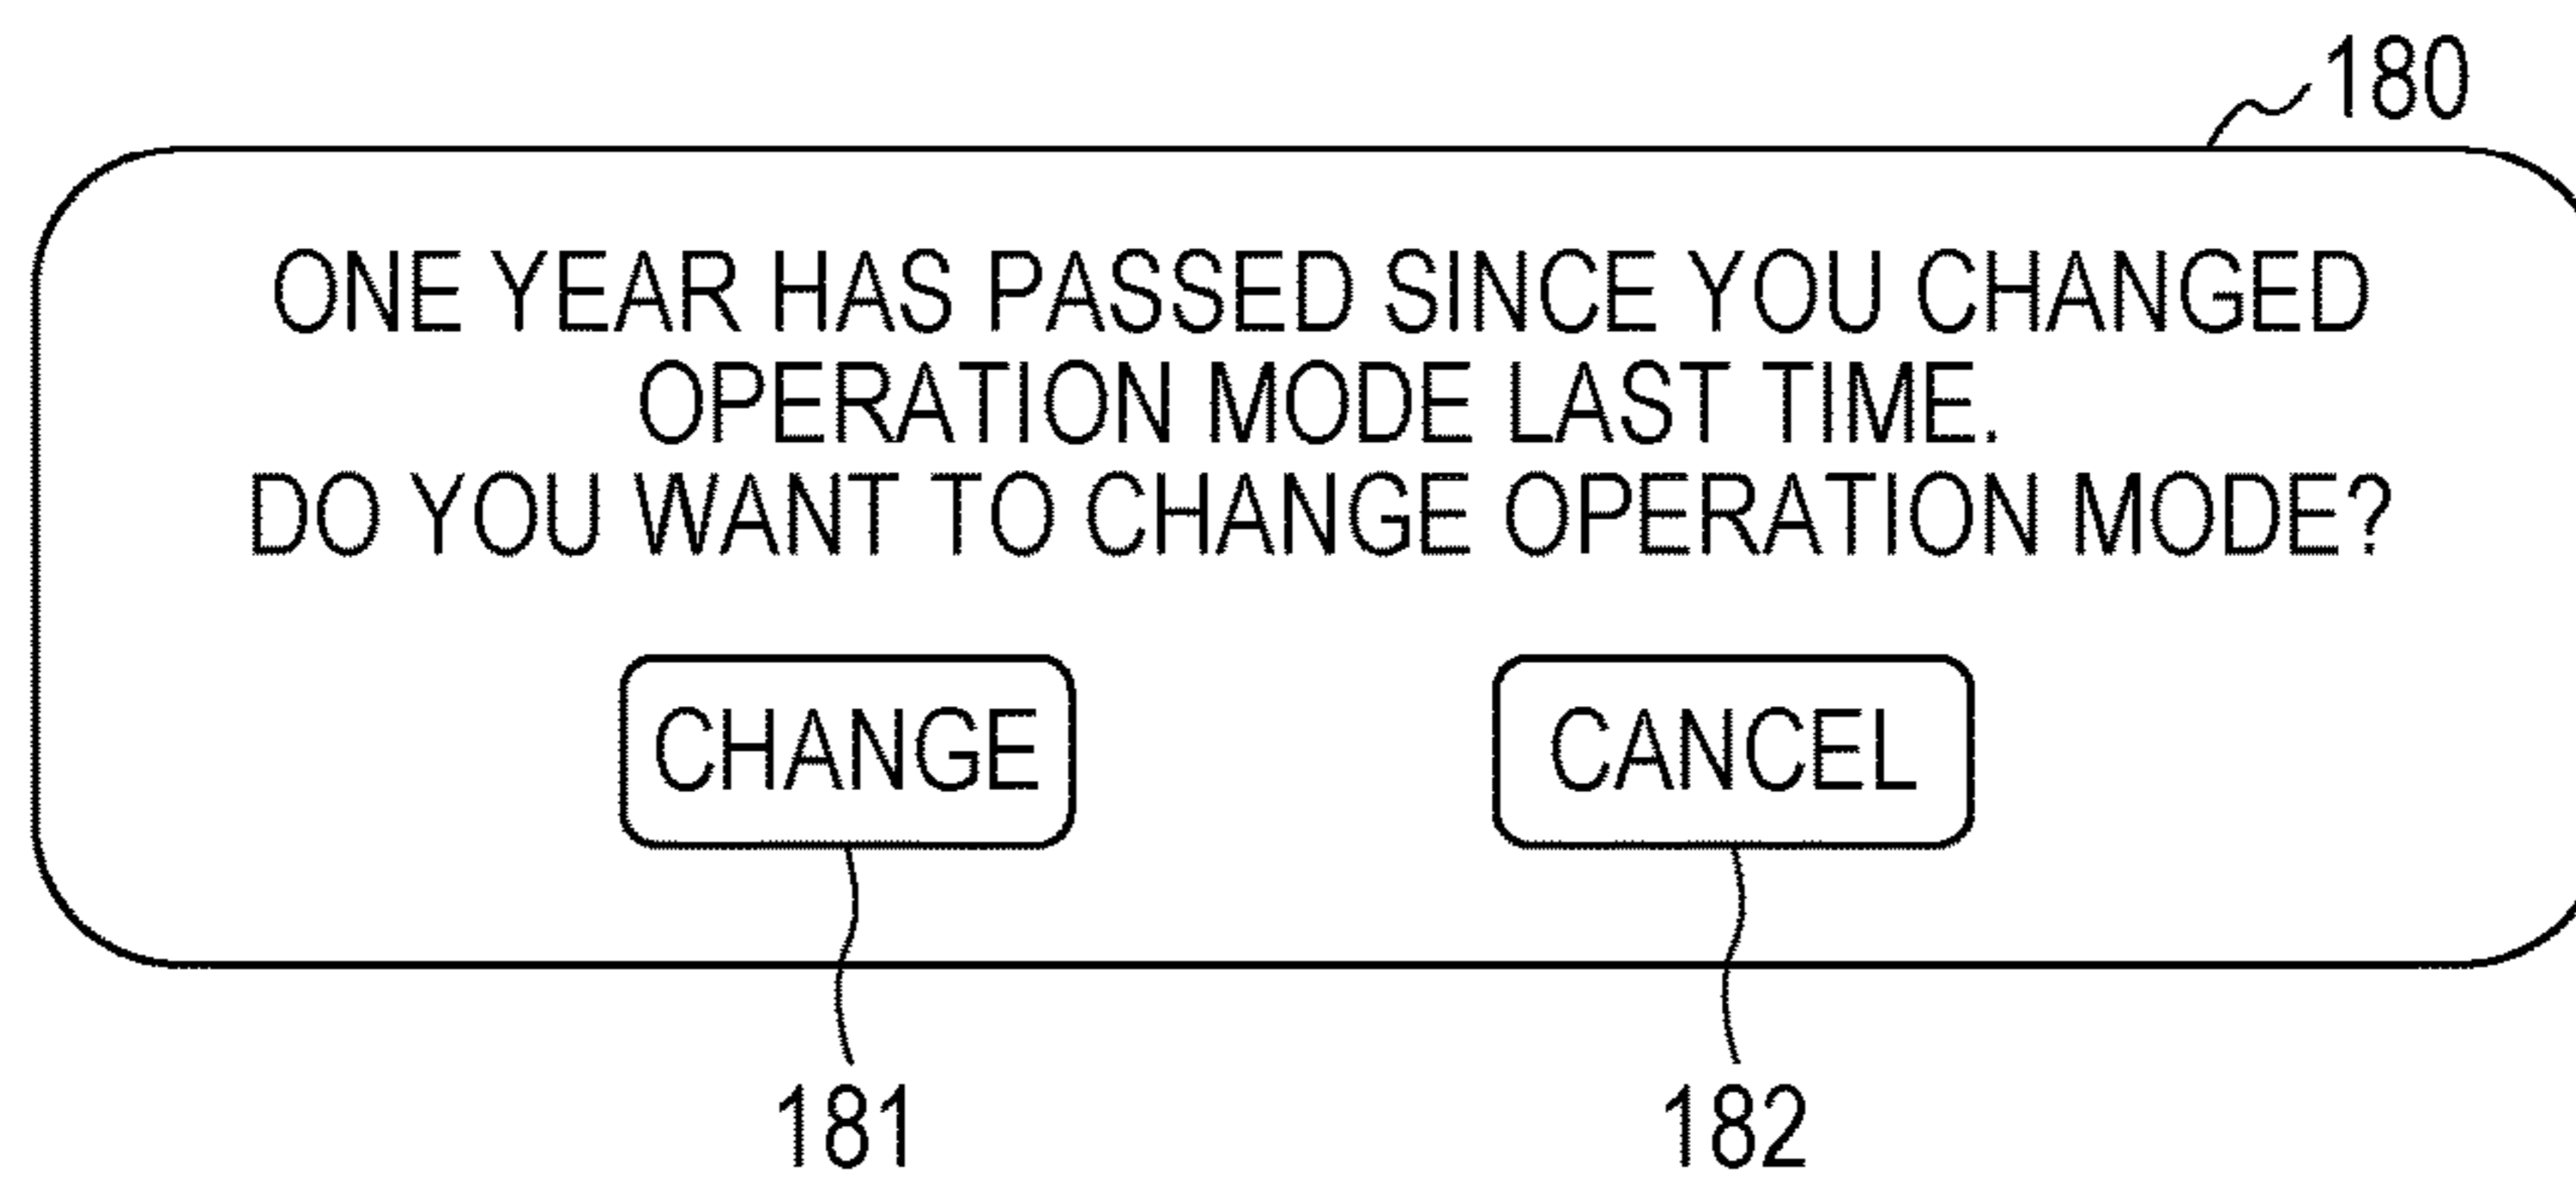 180
ONE YEAR HAS PASSED SINCE YOU CHANGED
OPERATION MODE LAST TIME.
DO YOU WANT TO CHANGE OPERATION MODE?
CHANGE CANCEL
181 182